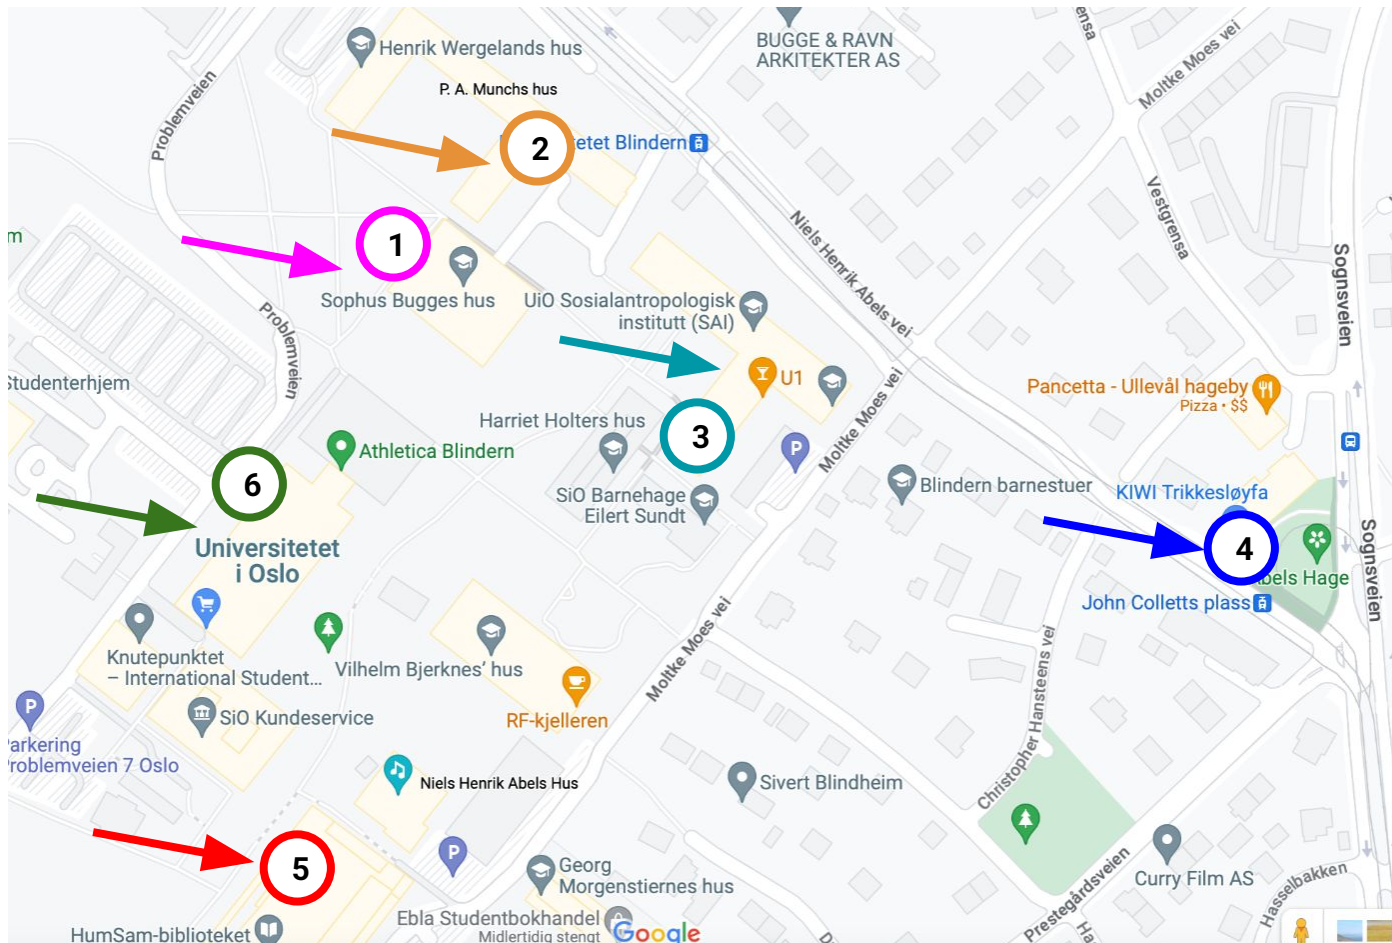 Henrik Wergelands hus
P. A. Munchs hus
BUGGE & RAVN
ARKITEKTER AS
Moltke Moes vei
Problemveien
2
etet Blindern
Vestgrensa
1
Sophus Bugges hus
UiO Sosialantropologisk
institutt (SAI)
Niels Henrik Abels vei
Sognsveien
Problemveien
Studenterhjem
U1
Pancetta - Ullevål hageby
Pizza • $$
Harriet Holters hus
3
P
Moltke Moes vei
Athletica Blindern
6
SiO Barnehage
Eilert Sundt
Blindern barnestuer
KIWI Trikkesløyfa
4
Sognsveien
Universitetet
i Oslo
bels Hage
John Colletts plass
Knutepunktet
– International Student...
Vilhelm Bjerknes’ hus
Moltke Moes vei
Christopher Hansteens vei
P
SiO Kundeservice
RF-kjelleren
arkering
Problemveien 7 Oslo
Niels Henrik Abels Hus
Sivert Blindheim
5
P
Georg
Morgenstiernes hus
Curry Film AS
Prestegårdsveien
Hasselbakken
Ebla Studentbokhandel
Midlertidig stengt
Google
HumSam-biblioteket